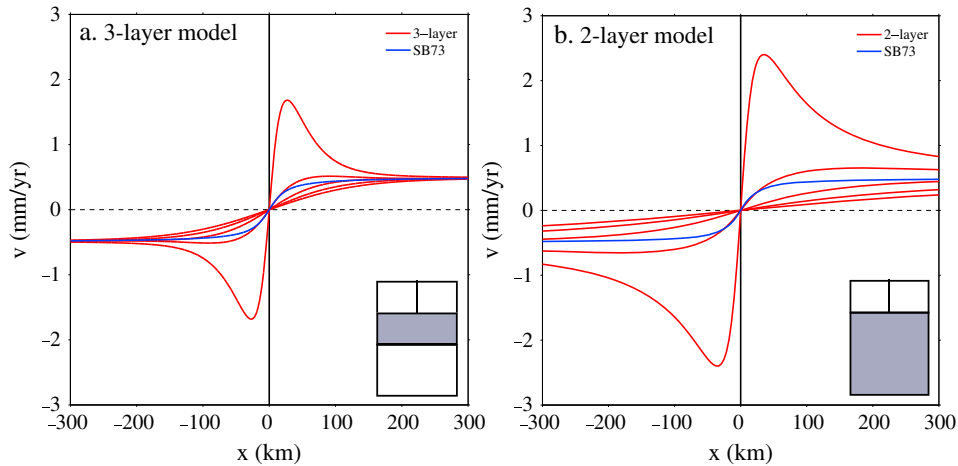 a. 3-layer model
3–layer
SB73
3
2
1
0
−1
−2
−3
v (mm/yr)
−300
−200
−100
0
100
200
300
x (km)
b. 2-layer model
2–layer
SB73
3
2
1
0
−1
−2
−3
v (mm/yr)
−300
−200
−100
0
100
200
300
x (km)